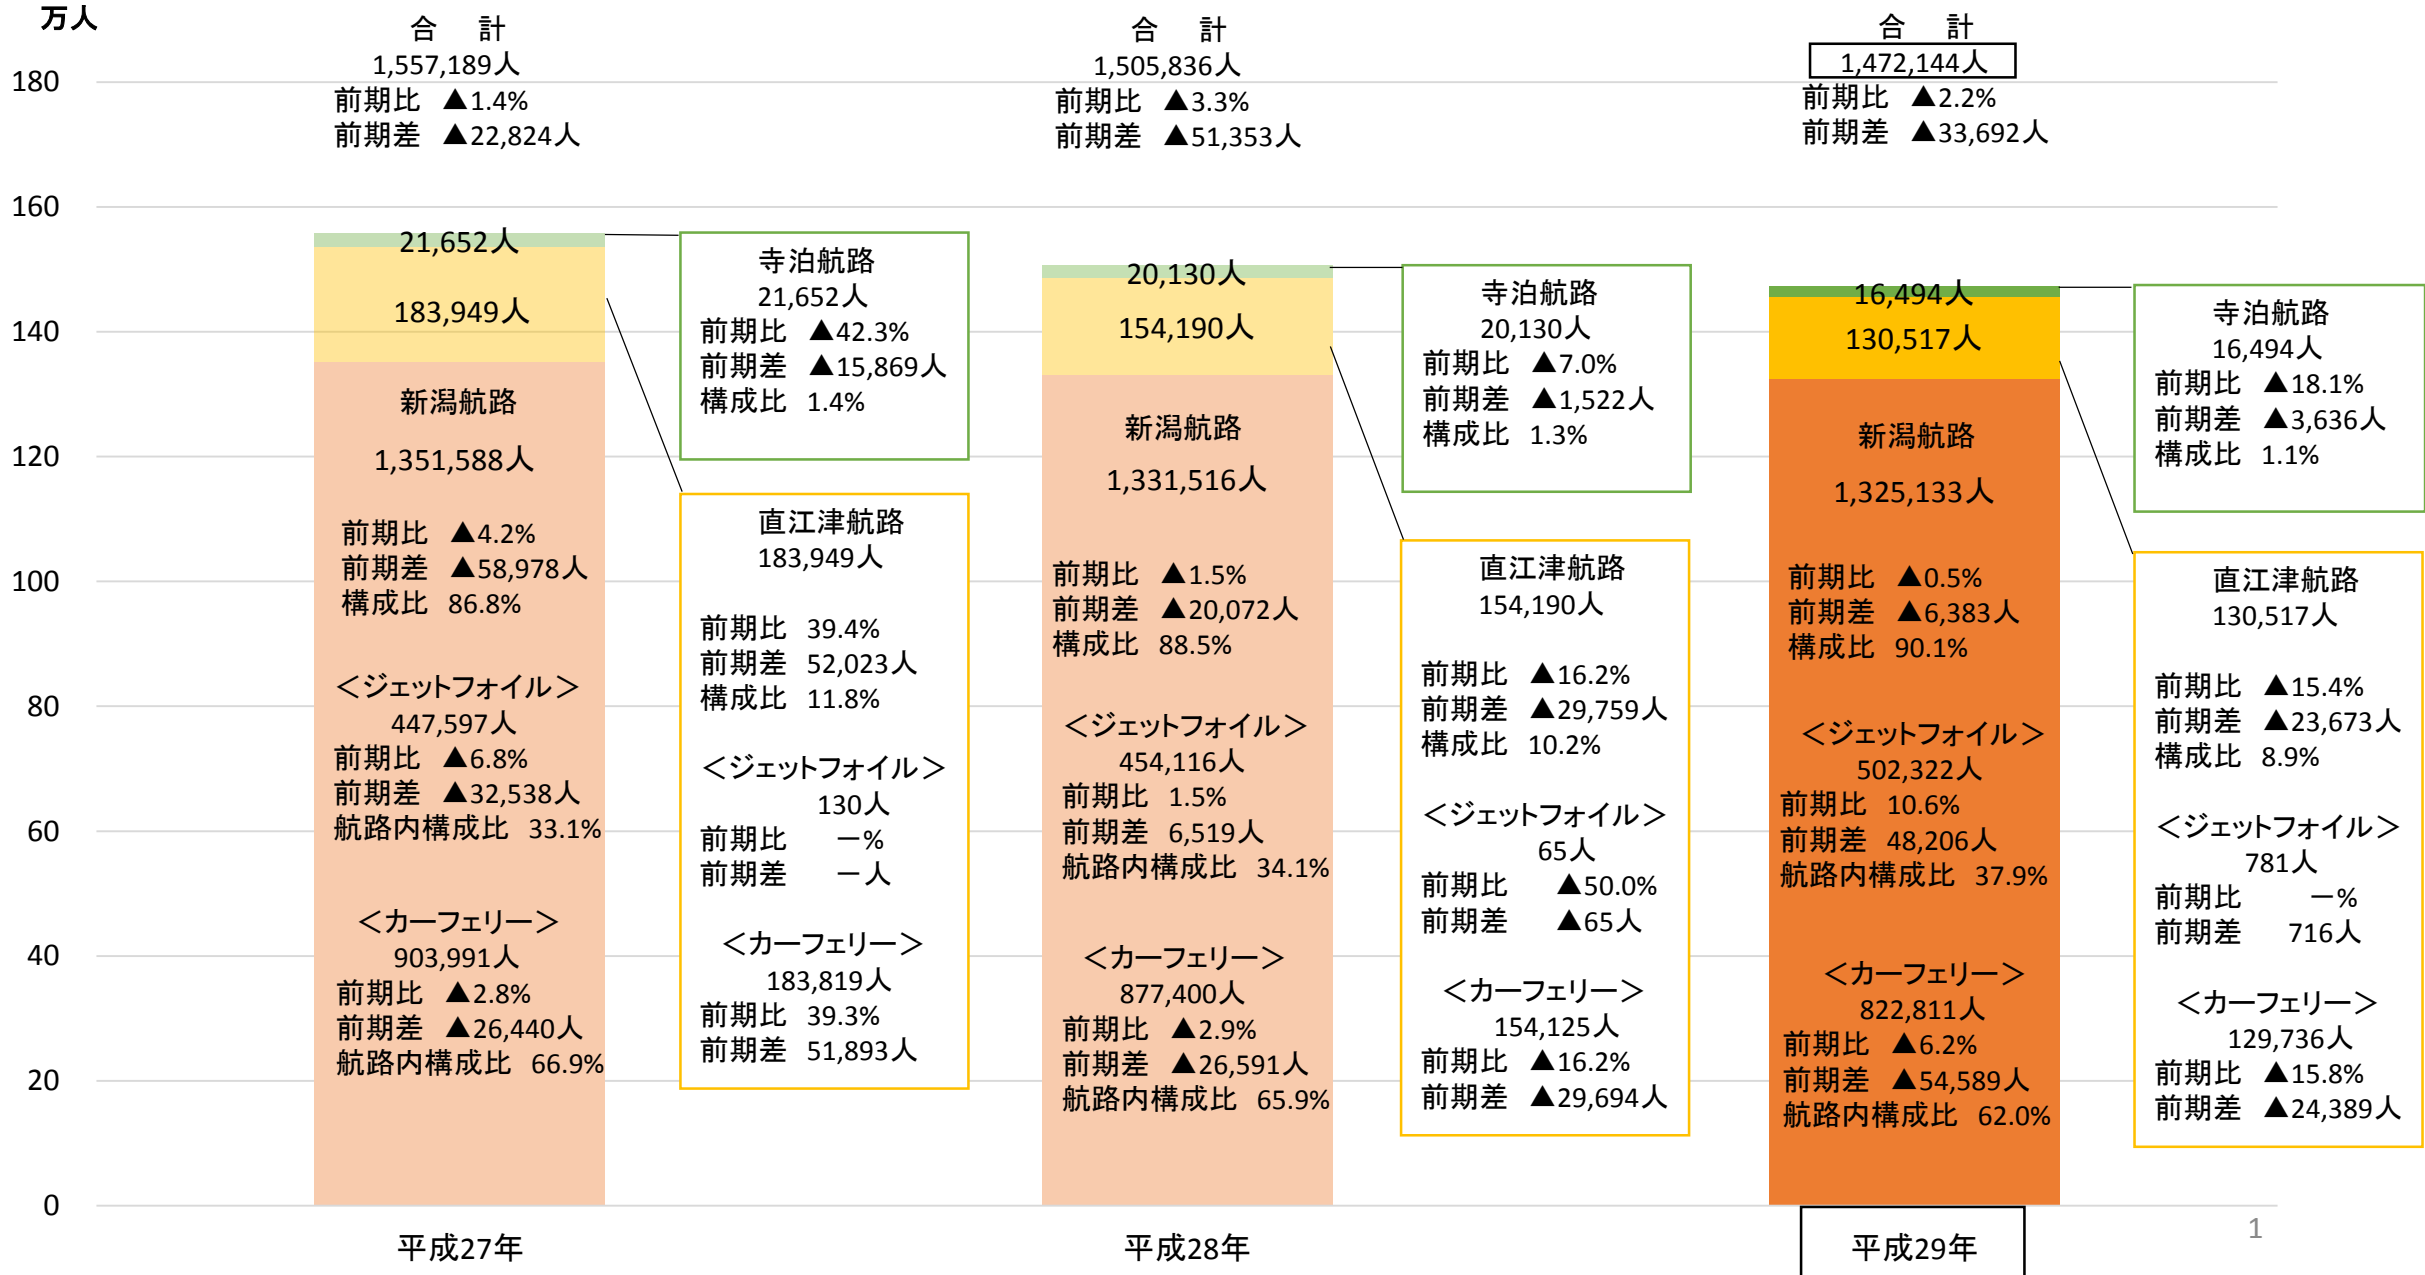 万人
180
160
140
120
100
80
60
40
20
0
合　計
1,557,189人
前期比 ▲1.4%
前期差 ▲22,824人
21,652人
183,949人
新潟航路
1,351,588人
前期比 ▲4.2%
前期差 ▲58,978人
構成比 86.8%
＜ジェットフォイル＞
447,597人
前期比 ▲6.8%
前期差 ▲32,538人
航路内構成比 33.1%
＜カーフェリー＞
903,991人
前期比 ▲2.8%
前期差 ▲26,440人
航路内構成比 66.9%
平成27年
寺泊航路
21,652人
前期比 ▲42.3%
前期差 ▲15,869人
構成比 1.4%
直江津航路
183,949人
前期比 39.4%
前期差 52,023人
構成比 11.8%
＜ジェットフォイル＞
130人
前期比 －%
前期差 －人
＜カーフェリー＞
183,819人
前期比 39.3%
前期差 51,893人
合　計
1,505,836人
前期比 ▲3.3%
前期差 ▲51,353人
20,130人
154,190人
新潟航路
1,331,516人
前期比 ▲1.5%
前期差 ▲20,072人
構成比 88.5%
＜ジェットフォイル＞
454,116人
前期比 1.5%
前期差 6,519人
航路内構成比 34.1%
＜カーフェリー＞
877,400人
前期比 ▲2.9%
前期差 ▲26,591人
航路内構成比 65.9%
平成28年
寺泊航路
20,130人
前期比 ▲7.0%
前期差 ▲1,522人
構成比 1.3%
直江津航路
154,190人
前期比 ▲16.2%
前期差 ▲29,759人
構成比 10.2%
＜ジェットフォイル＞
65人
前期比 ▲50.0%
前期差 ▲65人
＜カーフェリー＞
154,125人
前期比 ▲16.2%
前期差 ▲29,694人
合　計
1,472,144人
前期比 ▲2.2%
前期差 ▲33,692人
16,494人
130,517人
新潟航路
1,325,133人
前期比 ▲0.5%
前期差 ▲6,383人
構成比 90.1%
＜ジェットフォイル＞
502,322人
前期比 10.6%
前期差 48,206人
航路内構成比 37.9%
＜カーフェリー＞
822,811人
前期比 ▲6.2%
前期差 ▲54,589人
航路内構成比 62.0%
平成29年
寺泊航路
16,494人
前期比 ▲18.1%
前期差 ▲3,636人
構成比 1.1%
直江津航路
130,517人
前期比 ▲15.4%
前期差 ▲23,673人
構成比 8.9%
＜ジェットフォイル＞
781人
前期比 －%
前期差 716人
＜カーフェリー＞
129,736人
前期比 ▲15.8%
前期差 ▲24,389人
1